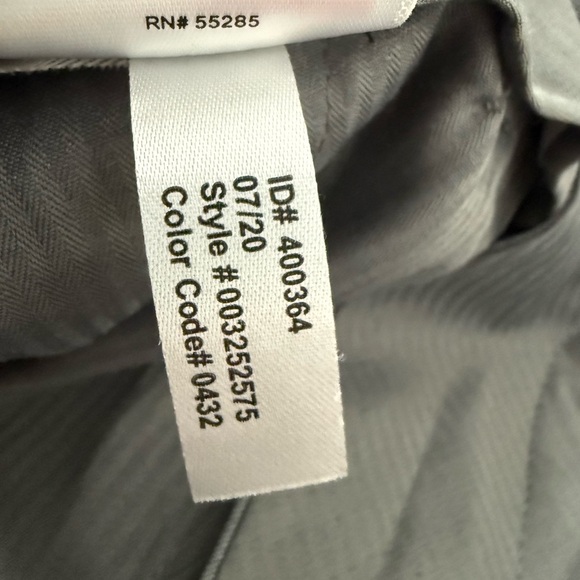 RN# 55285
ID# 400364
07/20
Style # 003252575
Color Code# 0432